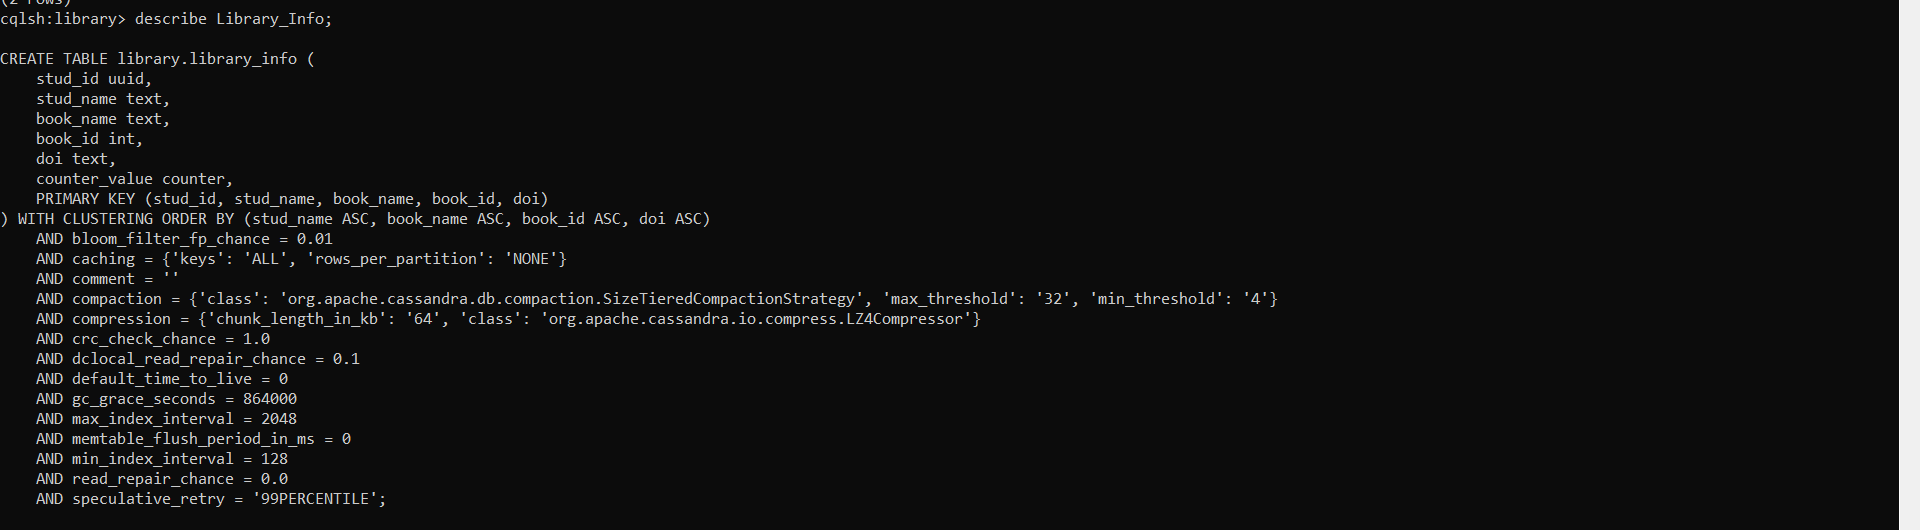 (2 rows)
cqlsh:library> describe Library_Info;
CREATE TABLE library.library_info (
    stud_id uuid,
    stud_name text,
    book_name text,
    book_id int,
    doi text,
    counter_value counter,
    PRIMARY KEY (stud_id, stud_name, book_name, book_id, doi)
) WITH CLUSTERING ORDER BY (stud_name ASC, book_name ASC, book_id ASC, doi ASC)
    AND bloom_filter_fp_chance = 0.01
    AND caching = {'keys': 'ALL', 'rows_per_partition': 'NONE'}
    AND comment = ''
    AND compaction = {'class': 'org.apache.cassandra.db.compaction.SizeTieredCompactionStrategy', 'max_threshold': '32', 'min_threshold': '4'}
    AND compression = {'chunk_length_in_kb': '64', 'class': 'org.apache.cassandra.io.compress.LZ4Compressor'}
    AND crc_check_chance = 1.0
    AND dclocal_read_repair_chance = 0.1
    AND default_time_to_live = 0
    AND gc_grace_seconds = 864000
    AND max_index_interval = 2048
    AND memtable_flush_period_in_ms = 0
    AND min_index_interval = 128
    AND read_repair_chance = 0.0
    AND speculative_retry = '99PERCENTILE';